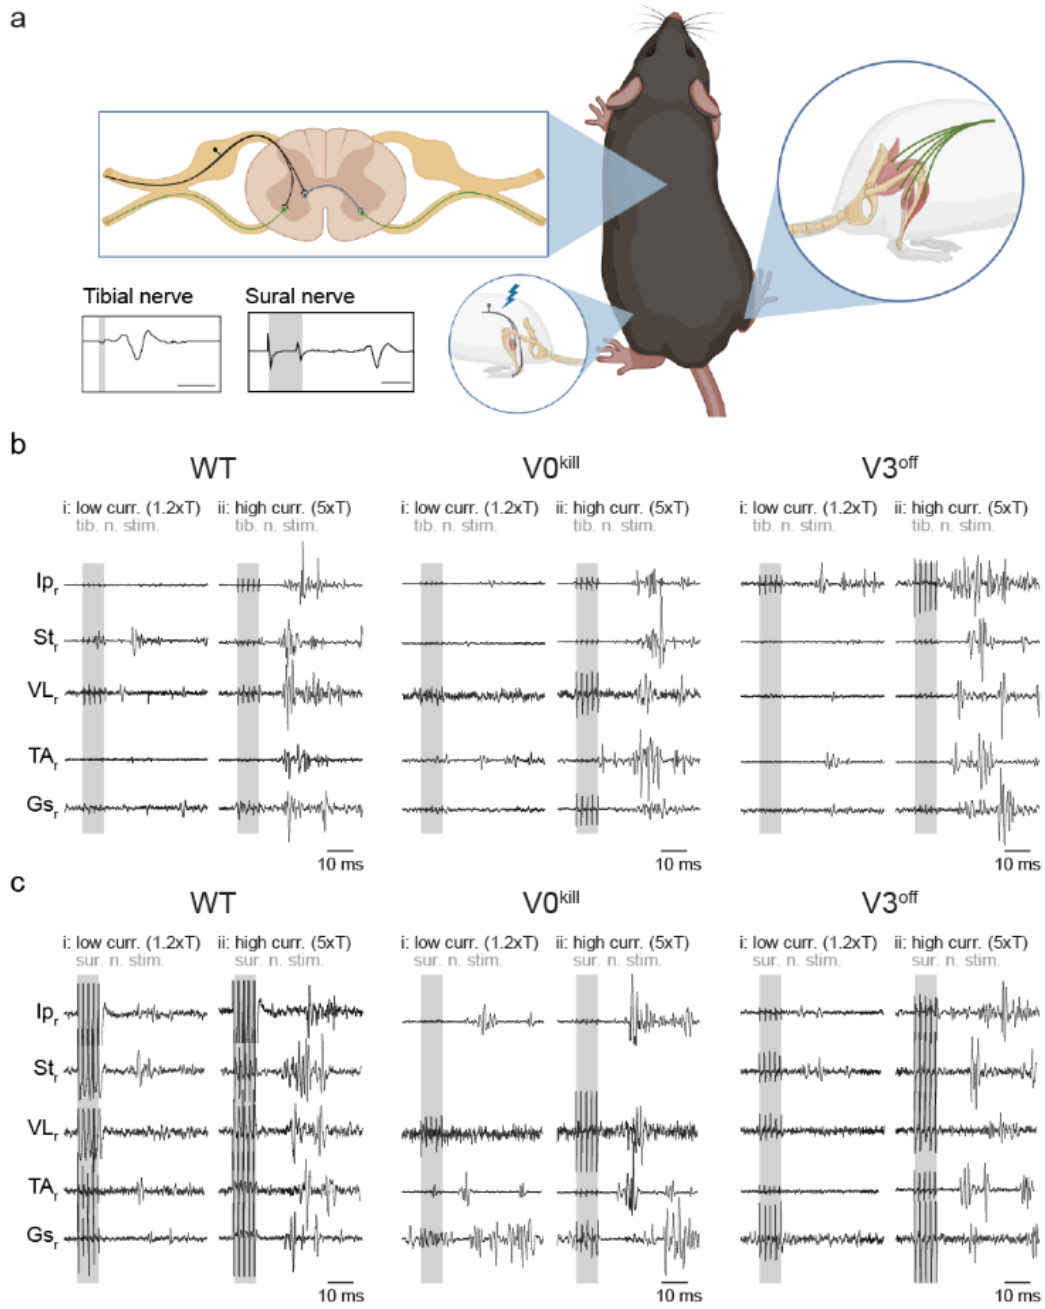 a
Tibial nerve
Sural nerve
b
WT
V0kill
V3off
i: low curr. (1.2xT)
tib. n. stim.
ii: high curr. (5xT)
tib. n. stim.
i: low curr. (1.2xT)
tib. n. stim.
ii: high curr. (5xT)
tib. n. stim.
i: low curr. (1.2xT)
tib. n. stim.
ii: high curr. (5xT)
tib. n. stim.
Ipr
Str
VLr
TAr
Gsr
10 ms
10 ms
10 ms
c
WT
V0kill
V3off
i: low curr. (1.2xT)
sur. n. stim.
ii: high curr. (5xT)
sur. n. stim.
i: low curr. (1.2xT)
sur. n. stim.
ii: high curr. (5xT)
sur. n. stim.
i: low curr. (1.2xT)
sur. n. stim.
ii: high curr. (5xT)
sur. n. stim.
Ipr
Str
VLr
TAr
Gsr
10 ms
10 ms
10 ms